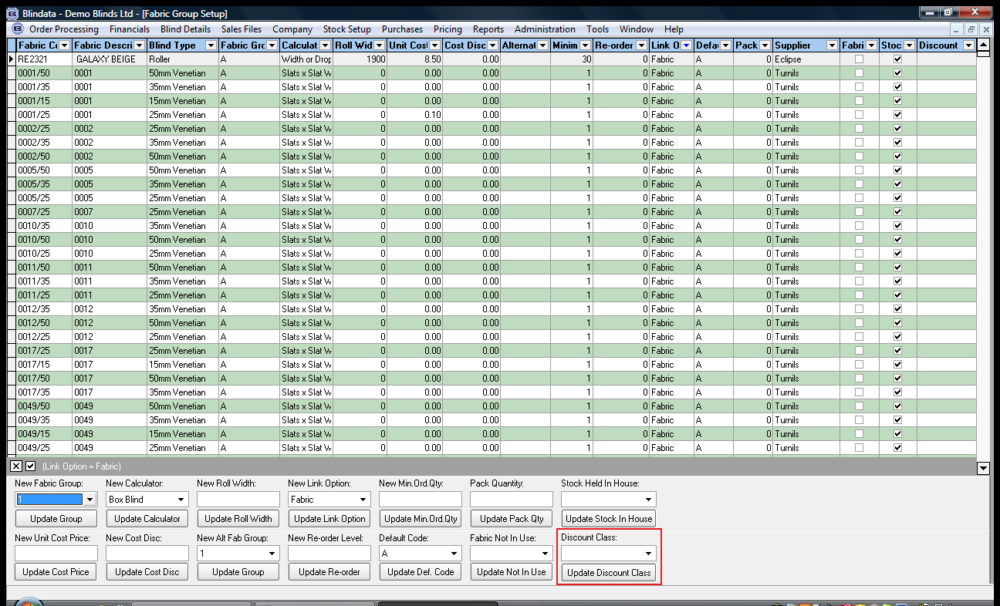 Blindata - Demo Blinds Ltd - [Fabric Group Setup]
Order Processing Financials Blind Details Sales Files Company Stock Setup Purchases Pricing Reports Administration Tools Window Help
Fabric Cc Fabric Descri Blind Type Fabric Grc Calculat Roll Wid Unit Cost Cost Disc Alternat Minim Re-order Link O Defa Pack Supplier Fabri Stoc Discount
RE2321 GALAXY BEIGE Roller A Width or Drop 1900 8.50 0.00 30 0 Fabric A 0 Eclipse
0001/50 0001 50mm Venetian A Slats x Slat W 0 0.00 0.00 1 0 Fabric A 0 Turnils
0001/35 0001 35mm Venetian A Slats x Slat W 0 0.00 0.00 1 0 Fabric A 0 Turnils
0001/15 0001 15mm Venetian A Slats x Slat W 0 0.00 0.00 1 0 Fabric A 0 Turnils
0001/25 0001 25mm Venetian A Slats x Slat W 0 0.10 0.00 1 0 Fabric A 0 Turnils
0002/25 0002 25mm Venetian A Slats x Slat W 0 0.00 0.00 1 0 Fabric A 0 Turnils
0002/35 0002 35mm Venetian A Slats x Slat W 0 0.00 0.00 1 0 Fabric A 0 Turnils
0002/50 0002 50mm Venetian A Slats x Slat W 0 0.00 0.00 1 0 Fabric A 0 Turnils
0005/50 0005 50mm Venetian A Slats x Slat W 0 0.00 0.00 1 0 Fabric A 0 Turnils
0005/35 0005 35mm Venetian A Slats x Slat W 0 0.00 0.00 1 0 Fabric A 0 Turnils
0005/25 0005 25mm Venetian A Slats x Slat W 0 0.00 0.00 1 0 Fabric A 0 Turnils
0007/25 0007 25mm Venetian A Slats x Slat W 0 0.00 0.00 1 0 Fabric A 0 Turnils
0010/35 0010 35mm Venetian A Slats x Slat W 0 0.00 0.00 1 0 Fabric A 0 Turnils
0010/50 0010 50mm Venetian A Slats x Slat W 0 0.00 0.00 1 0 Fabric A 0 Turnils
0010/25 0010 25mm Venetian A Slats x Slat W 0 0.00 0.00 1 0 Fabric A 0 Turnils
0011/50 0011 50mm Venetian A Slats x Slat W 0 0.00 0.00 1 0 Fabric A 0 Turnils
0011/35 0011 35mm Venetian A Slats x Slat W 0 0.00 0.00 1 0 Fabric A 0 Turnils
0011/25 0011 25mm Venetian A Slats x Slat W 0 0.00 0.00 1 0 Fabric A 0 Turnils
0012/35 0012 35mm Venetian A Slats x Slat W 0 0.00 0.00 1 0 Fabric A 0 Turnils
0012/50 0012 50mm Venetian A Slats x Slat W 0 0.00 0.00 1 0 Fabric A 0 Turnils
0012/25 0012 25mm Venetian A Slats x Slat W 0 0.00 0.00 1 0 Fabric A 0 Turnils
0017/25 0017 25mm Venetian A Slats x Slat W 0 0.00 0.00 1 0 Fabric A 0 Turnils
0017/15 0017 15mm Venetian A Slats x Slat W 0 0.00 0.00 1 0 Fabric A 0 Turnils
0017/50 0017 50mm Venetian A Slats x Slat W 0 0.00 0.00 1 0 Fabric A 0 Turnils
0017/35 0017 35mm Venetian A Slats x Slat W 0 0.00 0.00 1 0 Fabric A 0 Turnils
0049/50 0049 50mm Venetian A Slats x Slat W 0 0.00 0.00 1 0 Fabric A 0 Turnils
0049/35 0049 35mm Venetian A Slats x Slat W 0 0.00 0.00 1 0 Fabric A 0 Turnils
0049/15 0049 15mm Venetian A Slats x Slat W 0 0.00 0.00 1 0 Fabric A 0 Turnils
0049/25 0049 25mm Venetian A Slats x Slat W 0 0.00 0.00 1 0 Fabric A 0 Turnils
(Link Option = Fabric)
New Fabric Group: New Calculator: New Roll Width: New Link Option: New Min.Ord.Qty: Pack Quantity: Stock Held In House:
1 Box Blind Fabric
Update Group Update Calculator Update Roll Width Update Link Option Update Min.Ord.Qty Update Pack Qty Update Stock In House
New Unit Cost Price: New Cost Disc: New Alt Fab Group: New Re-order Level: Default Code: Fabric Not In Use: Discount Class:
1 A
Update Cost Price Update Cost Disc Update Group Update Re-order Update Def. Code Update Not In Use Update Discount Class